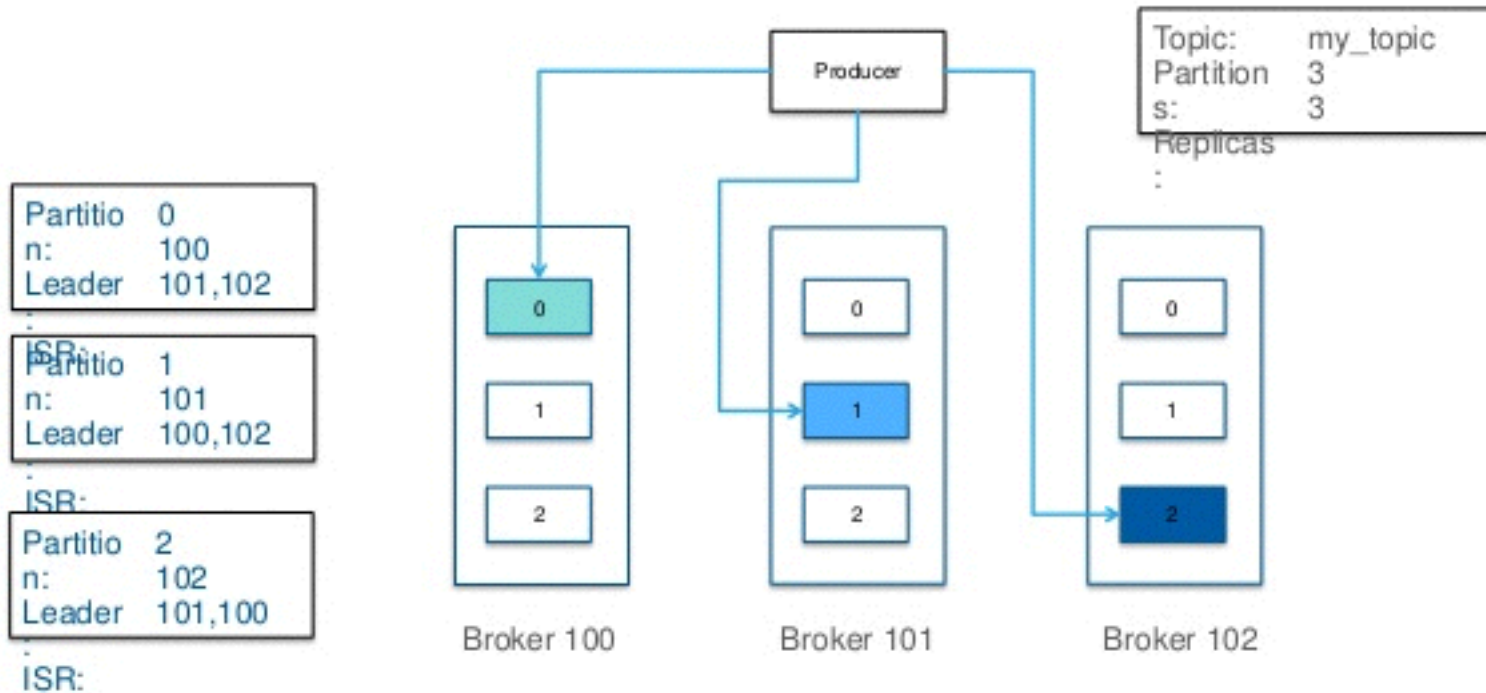 Producer
Topic: my_topic
Partition 3
s: 3
Replicas
:
Partitio 0
n: 100
Leader 101,102
:
ISR:
Partitio 1
n: 101
Leader 100,102
:
ISR:
Partitio 2
n: 102
Leader 101,100
:
ISR:
0
1
2
Broker 100
0
1
2
Broker 101
0
1
2
Broker 102